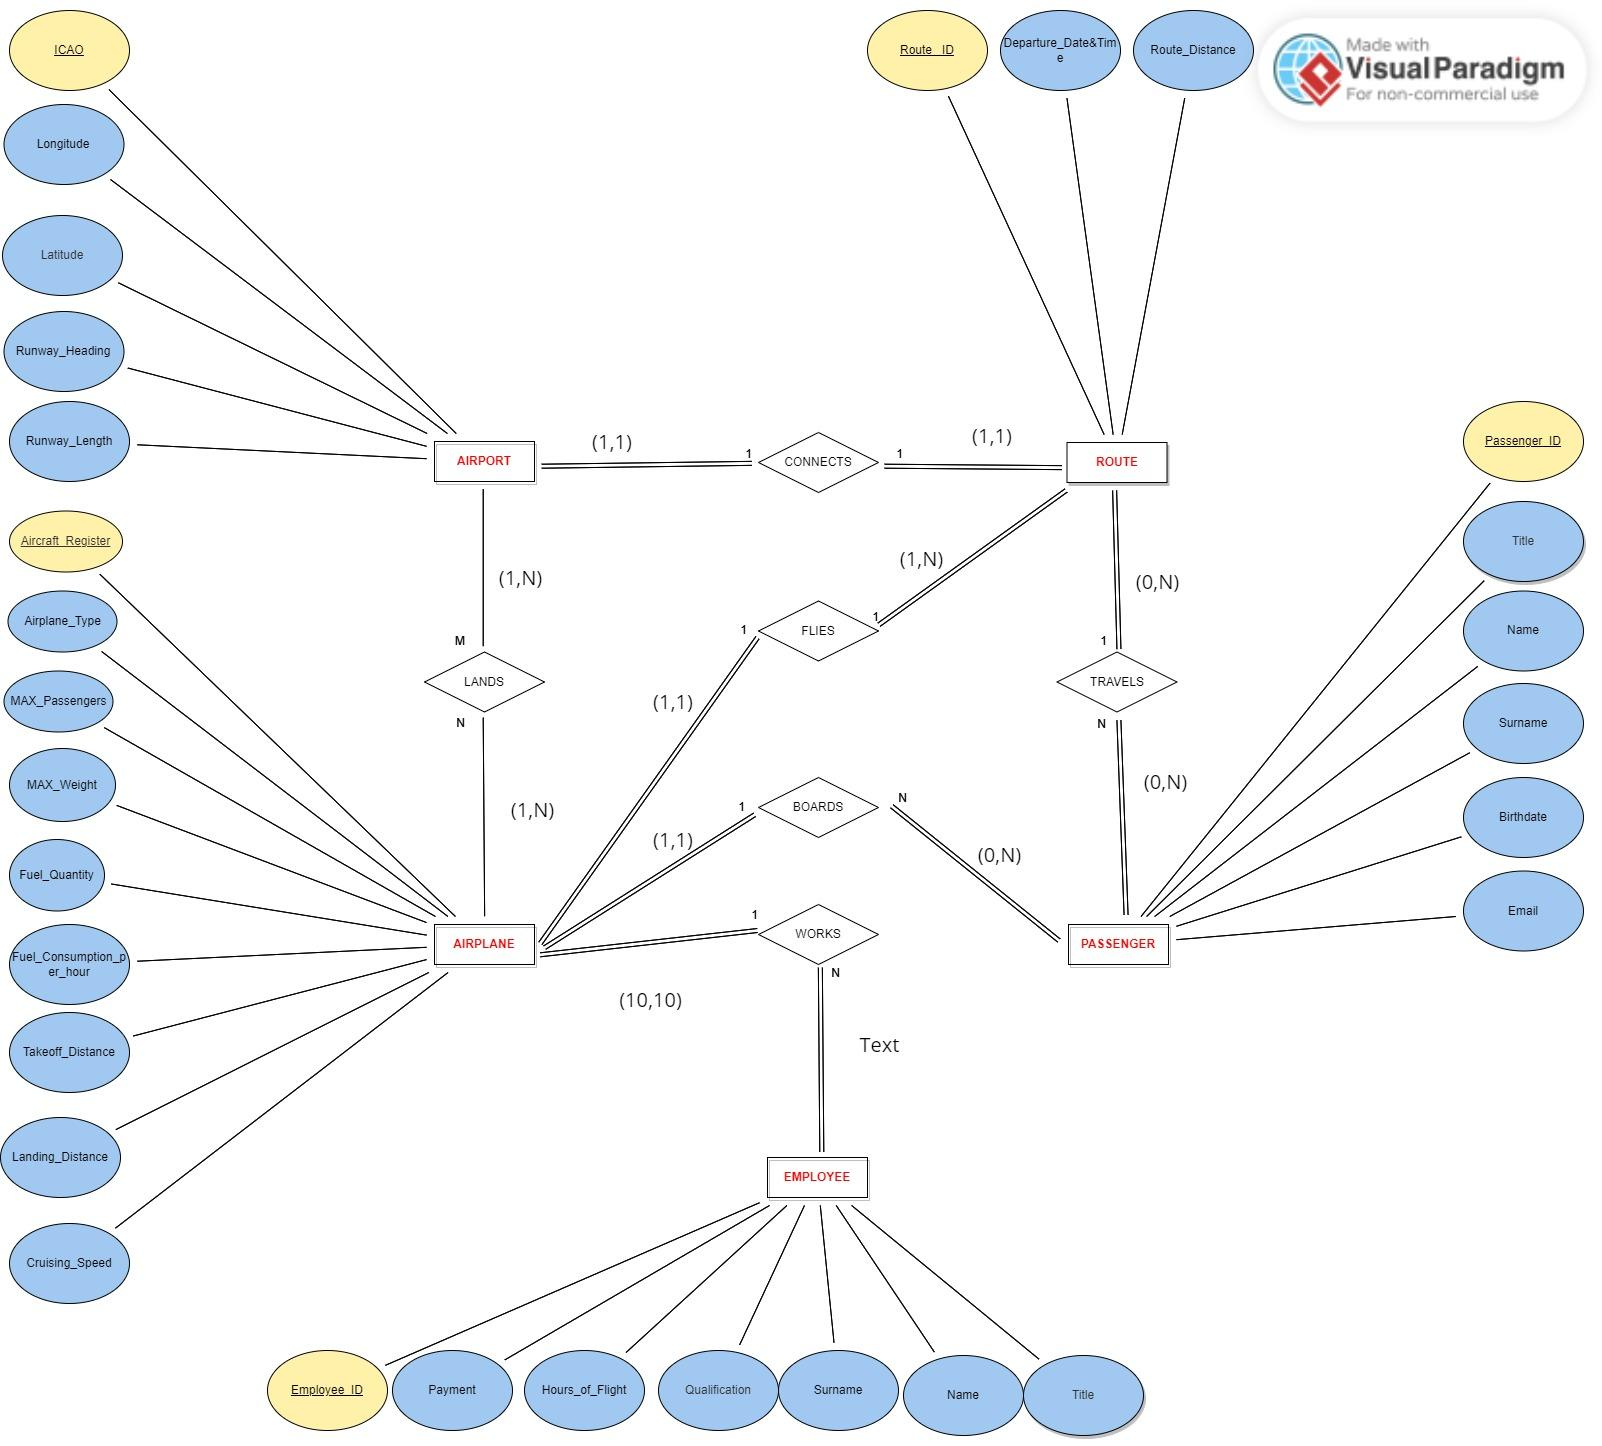 ICAO
Route_ID
Departure_Date&Tim
e
Route_Distance
Made with
Visual Paradigm
For non-commercial use
Longitude
Latitude
Runway_Heading
Runway_Length
AIRPORT
(1,1)
1
CONNECTS
1
(1,1)
ROUTE
Passenger_ID
Aircraft_Register
Title
(1,N)
(1,N)
(0,N)
Airplane_Type
M
1
FLIES
1
1
Name
LANDS
TRAVELS
MAX_Passengers
(1,1)
N
N
Surname
MAX_Weight
(1,N)
(0,N)
1
BOARDS
N
Birthdate
(1,1)
(0,N)
Fuel_Quantity
1
WORKS
Email
AIRPLANE
PASSENGER
Fuel_Consumption_p
er_hour
N
(10,10)
Text
Takeoff_Distance
Landing_Distance
EMPLOYEE
Cruising_Speed
Employee_ID
Payment
Hours_of_Flight
Qualification
Surname
Name
Title